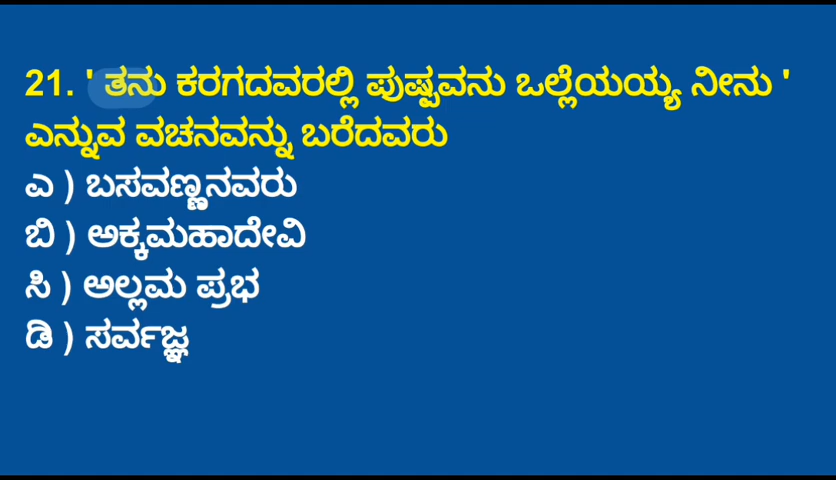 21. ' ತನು ಕರಗದವರಲ್ಲಿ ಪುಷ್ಪವನು ಒಲ್ಲೆಯಯ್ಯ ನೀನು '
ಎನ್ನುವ ವಚನವನ್ನು ಬರೆದವರು
ಎ ) ಬಸವಣ್ಣನವರು
ಬಿ ) ಅಕ್ಕಮಹಾದೇವಿ
ಸಿ ) ಅಲ್ಲಮ ಪ್ರಭ
ಡಿ ) ಸರ್ವಜ್ಞ